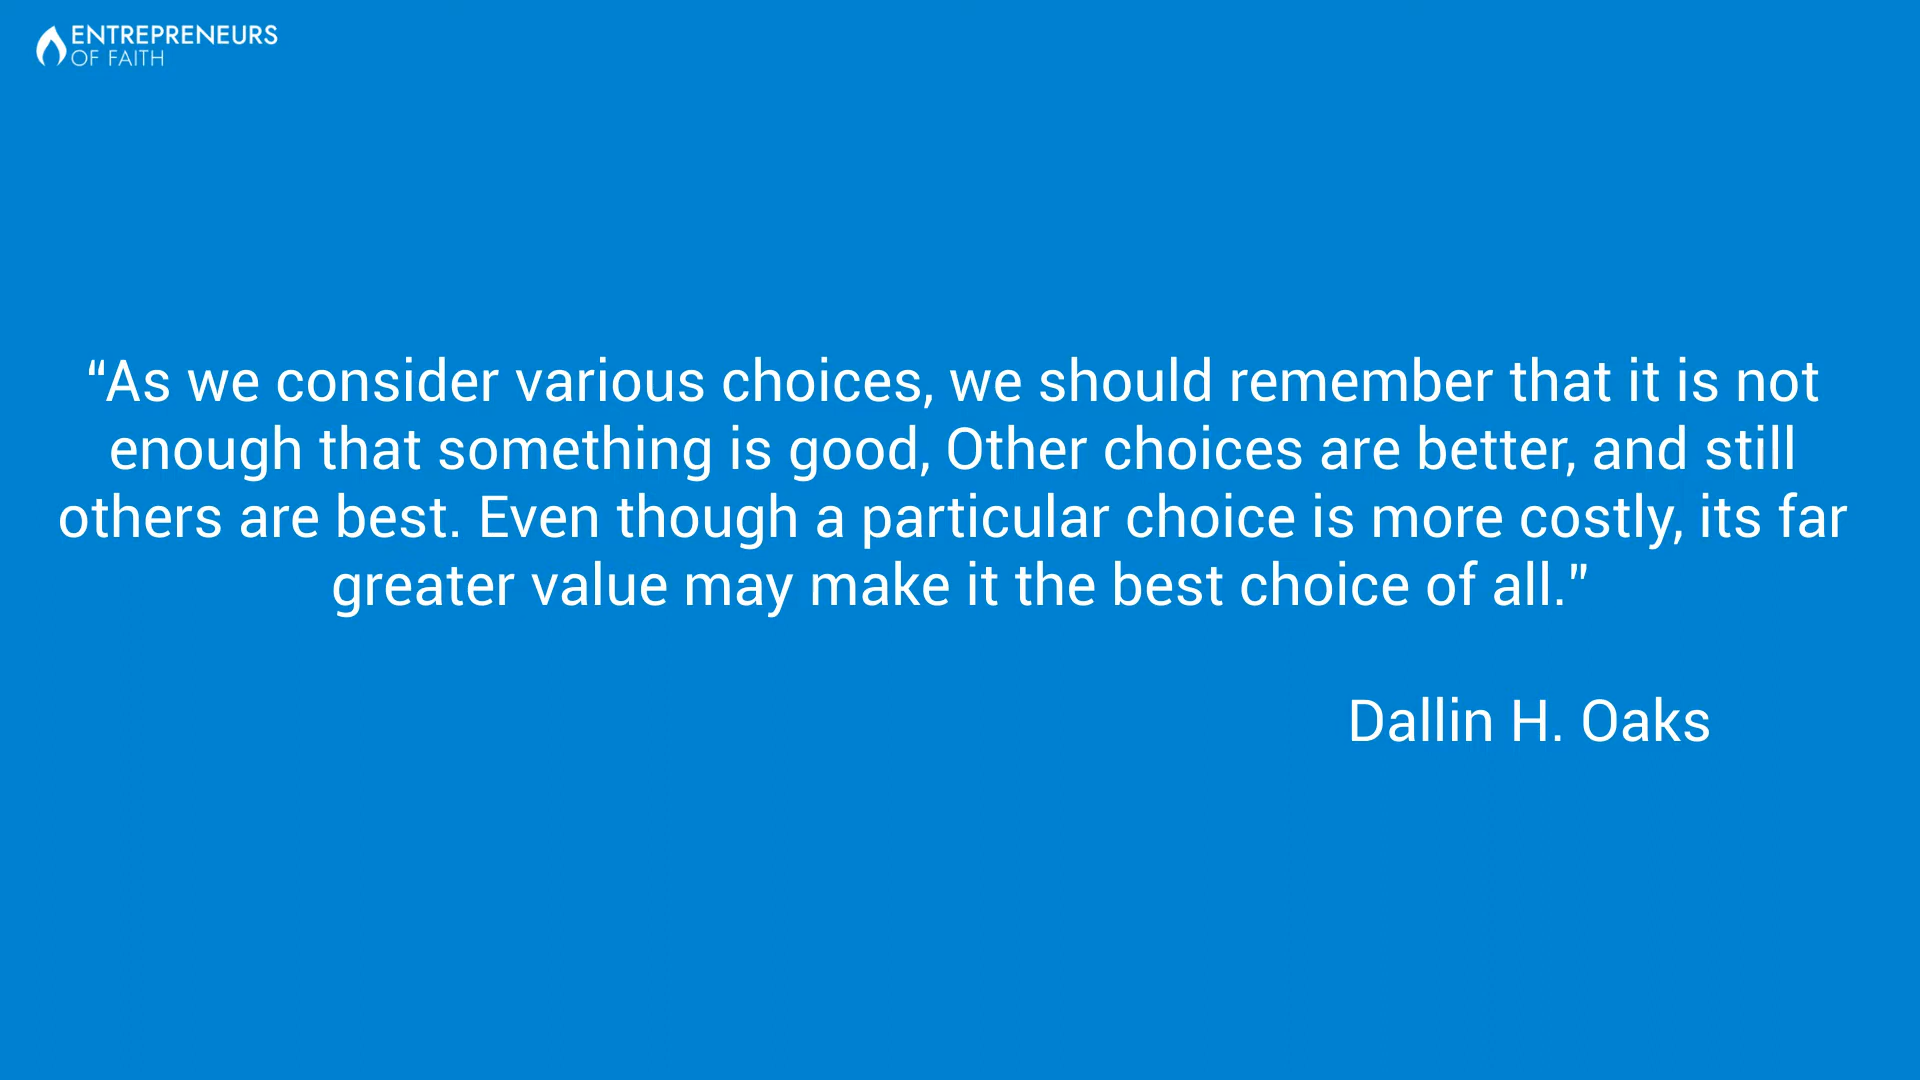 ENTREPRENEURS
OF FAITH
“As we consider various choices, we should remember that it is not
enough that something is good, Other choices are better, and still
others are best. Even though a particular choice is more costly, its far
greater value may make it the best choice of all.”
Dallin H. Oaks